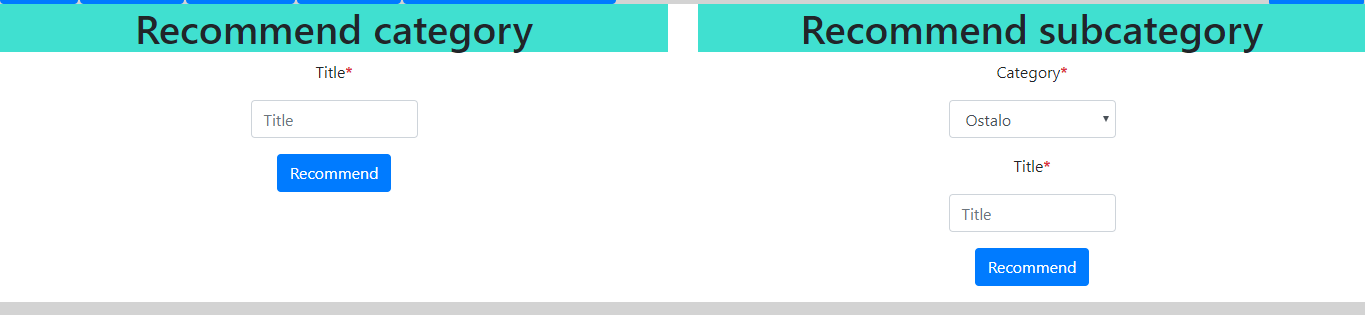 Recommend category
Title*
Title
Recommend
Recommend subcategory
Category*
Ostalo
Title*
Title
Recommend